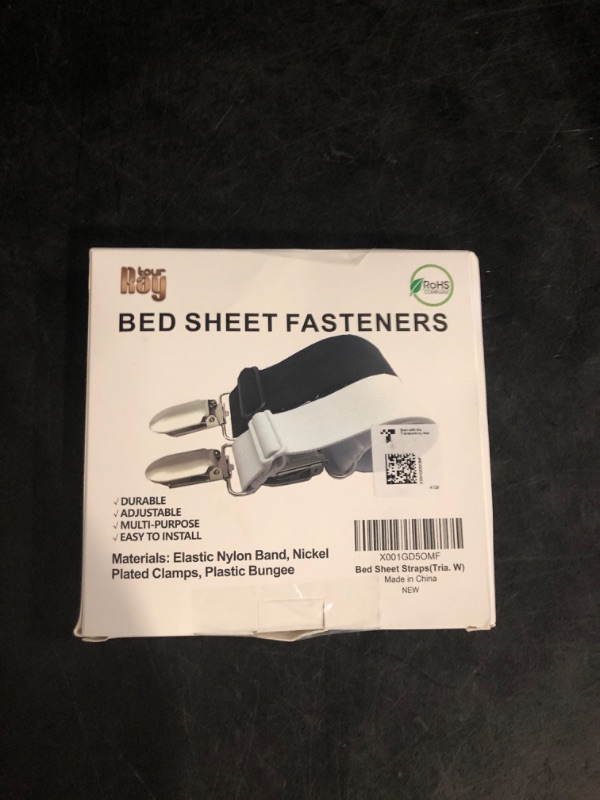 tour
Ray
RoHS
COMPLIANT
BED SHEET FASTENERS
√ DURABLE
√ ADJUSTABLE
√ MULTI-PURPOSE
√ EASY TO INSTALL
Materials: Elastic Nylon Band, Nickel
Plated Clamps, Plastic Bungee
X001GD5OMF
Bed Sheet Straps(Tria. W)
Made in China
NEW